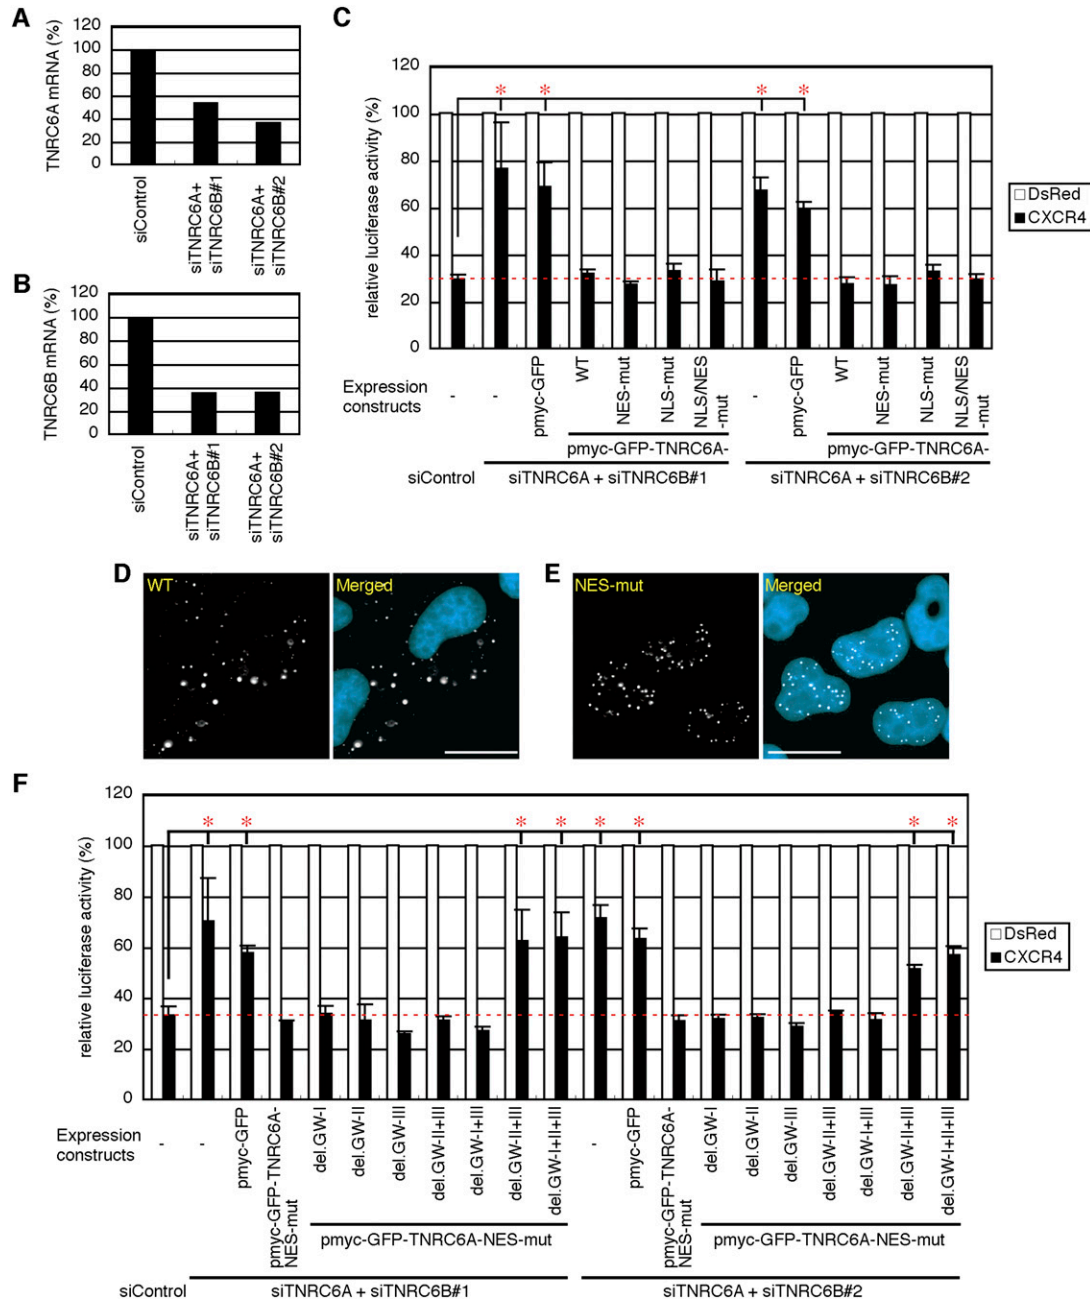 A
TNRC6A mRNA (%)
120
100
80
60
40
20
0
siControl
siTNRC6A+
siTNRC6B#1
siTNRC6A+
siTNRC6B#2
B
TNRC6B mRNA (%)
120
100
80
60
40
20
0
siControl
siTNRC6A+
siTNRC6B#1
siTNRC6A+
siTNRC6B#2
C
relative luciferase activity (%)
120
100
80
60
40
20
0
* * * *
DsRed
CXCR4
Expression
constructs
-
-
pmyc-GFP
WT
NES-mut
NLS-mut
NLS/NES
-mut
-
pmyc-GFP
WT
NES-mut
NLS-mut
NLS/NES
-mut
pmyc-GFP-TNRC6A-
pmyc-GFP-TNRC6A-
siControl
siTNRC6A + siTNRC6B#1
siTNRC6A + siTNRC6B#2
D
WT
Merged
E
NES-mut
Merged
F
relative luciferase activity (%)
120
100
80
60
40
20
0
* * * * * * * *
DsRed
CXCR4
Expression
constructs
-
-
pmyc-GFP
pmyc-GFP-TNRC6A-
NES-mut
del.GW-I
del.GW-II
del.GW-III
del.GW-II+III
del.GW-I+III
del.GW-II+III
del.GW-I+II+III
-
pmyc-GFP
pmyc-GFP-TNRC6A-
NES-mut
del.GW-I
del.GW-II
del.GW-III
del.GW-II+III
del.GW-I+III
del.GW-II+III
del.GW-I+II+III
pmyc-GFP-TNRC6A-NES-mut
pmyc-GFP-TNRC6A-NES-mut
siControl
siTNRC6A + siTNRC6B#1
siTNRC6A + siTNRC6B#2